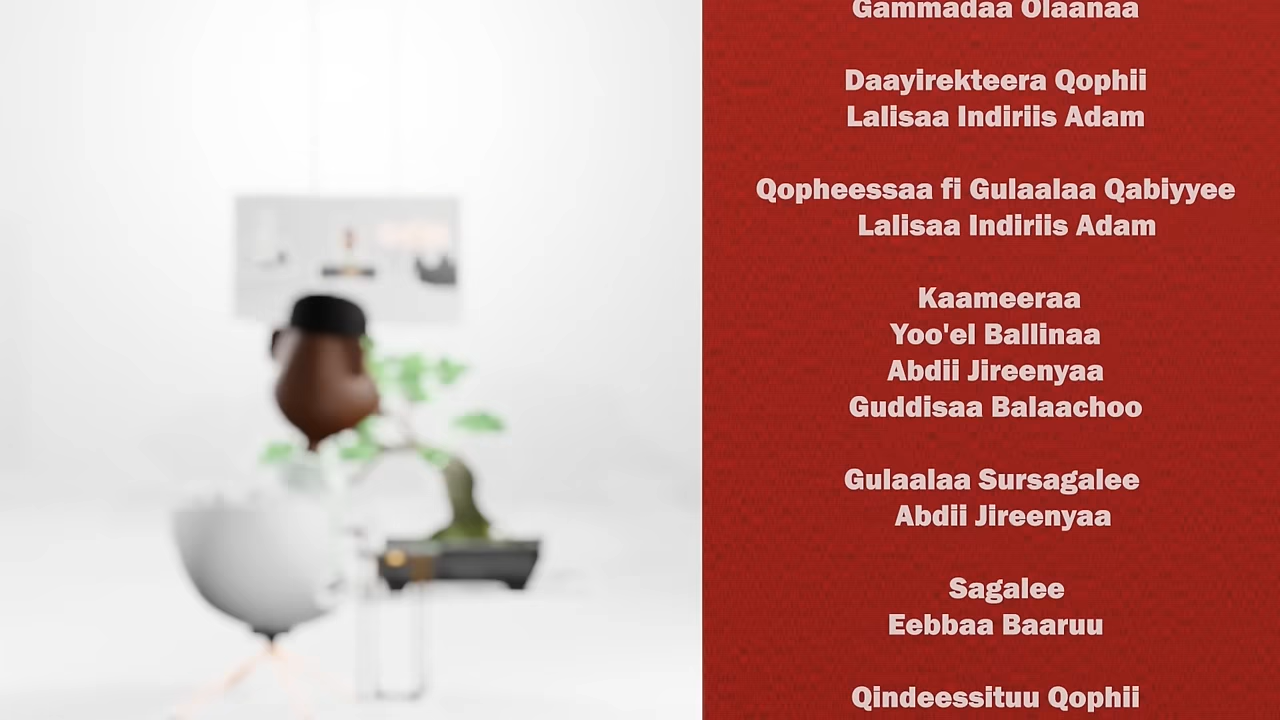 Gammadaa Olaanaa
Daayirekteera Qophii
Lalisaa Indiriis Adam
Qopheessaa fi Gulaalaa Qabiyyee
Lalisaa Indiriis Adam
Kaameeraa
Yoo'el Ballinaa
Abdii Jireenyaa
Guddisaa Balaachoo
Gulaalaa Sursagalee
Abdii Jireenyaa
Sagalee
Eebbaa Baaruu
Qindeessituu Qophii